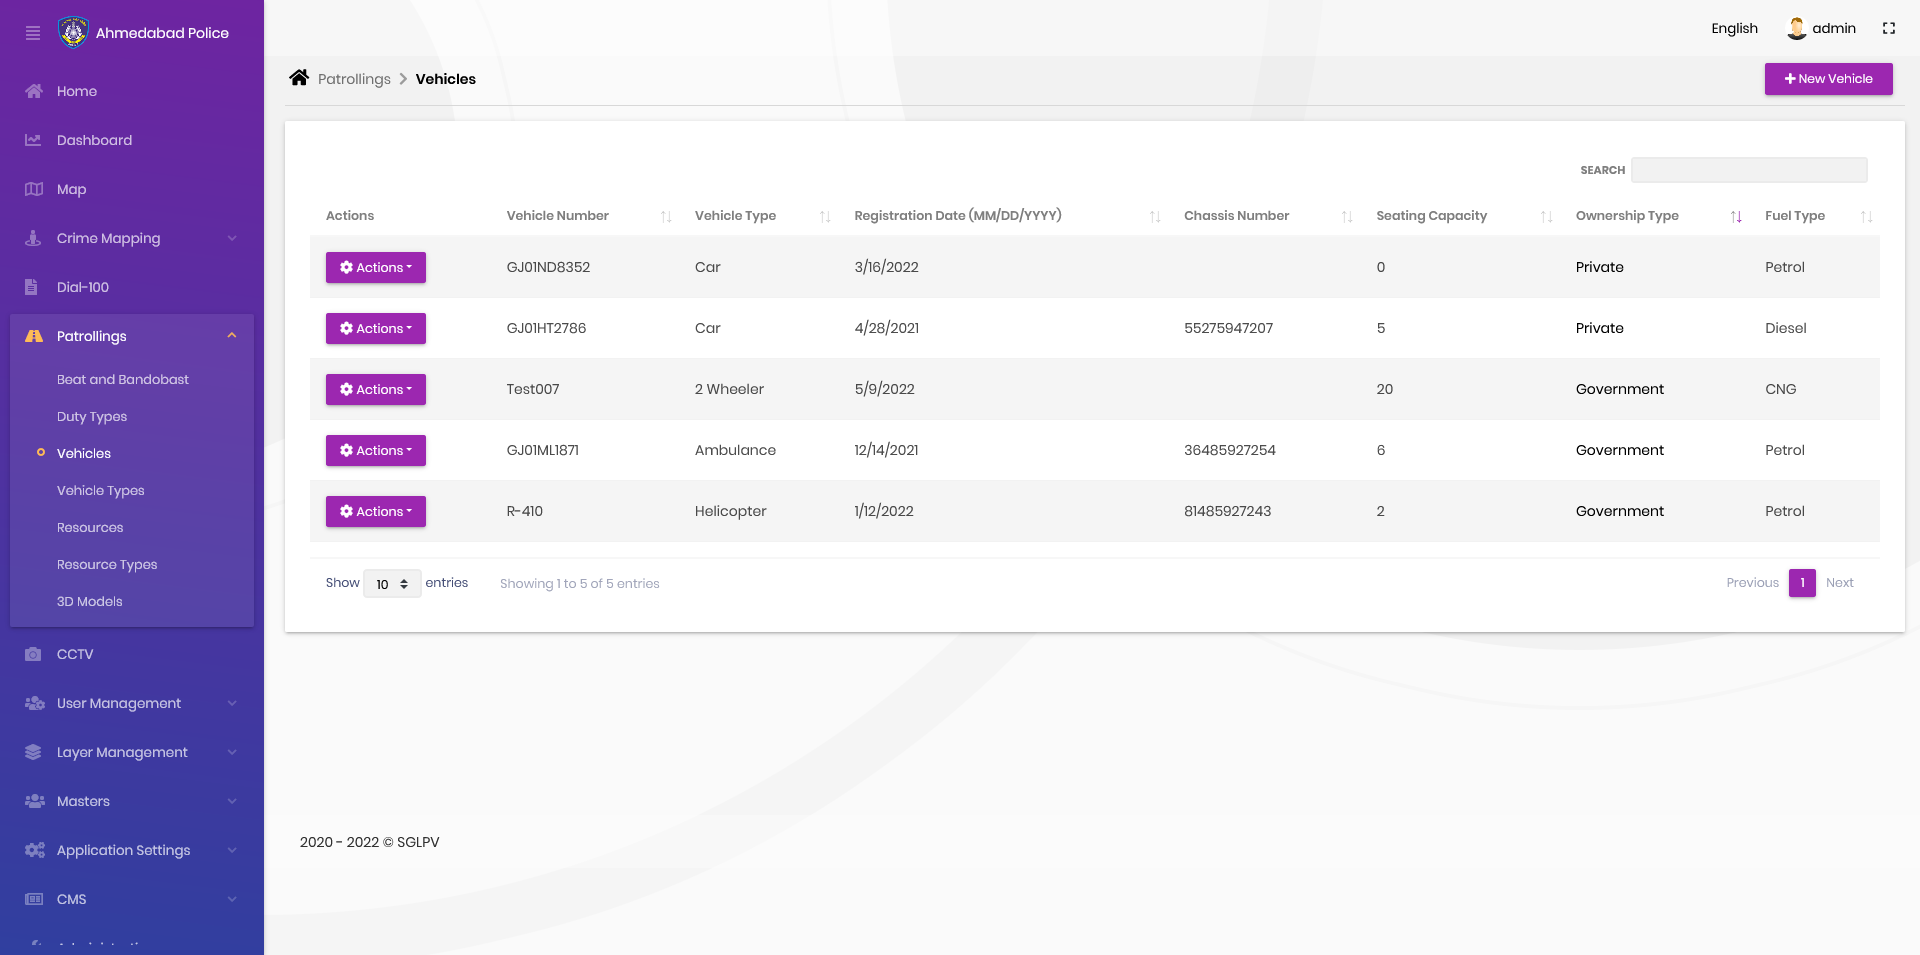 Ahmedabad Police
Home
Dashboard
Map
Crime Mapping
Dial-100
Patrollings
Beat and Bandobast
Duty Types
Vehicles
Vehicle Types
Resources
Resource Types
3D Models
CCTV
User Management
Layer Management
Masters
Application Settings
CMS
English admin
Patrollings Vehicles
New Vehicle
SEARCH
Actions Vehicle Number Vehicle Type Registration Date (MM/DD/YYYY) Chassis Number Seating Capacity Ownership Type Fuel Type
Actions GJ01ND8352 Car 3/16/2022 0 Private Petrol
Actions GJ01HT2786 Car 4/28/2021 55275947207 5 Private Diesel
Actions Test007 2 Wheeler 5/9/2022 20 Government CNG
Actions GJ01ML1871 Ambulance 12/14/2021 36485927254 6 Government Petrol
Actions R-410 Helicopter 1/12/2022 81485927243 2 Government Petrol
Show 10 entries Showing 1 to 5 of 5 entries Previous 1 Next
2020 - 2022 © SGLPV